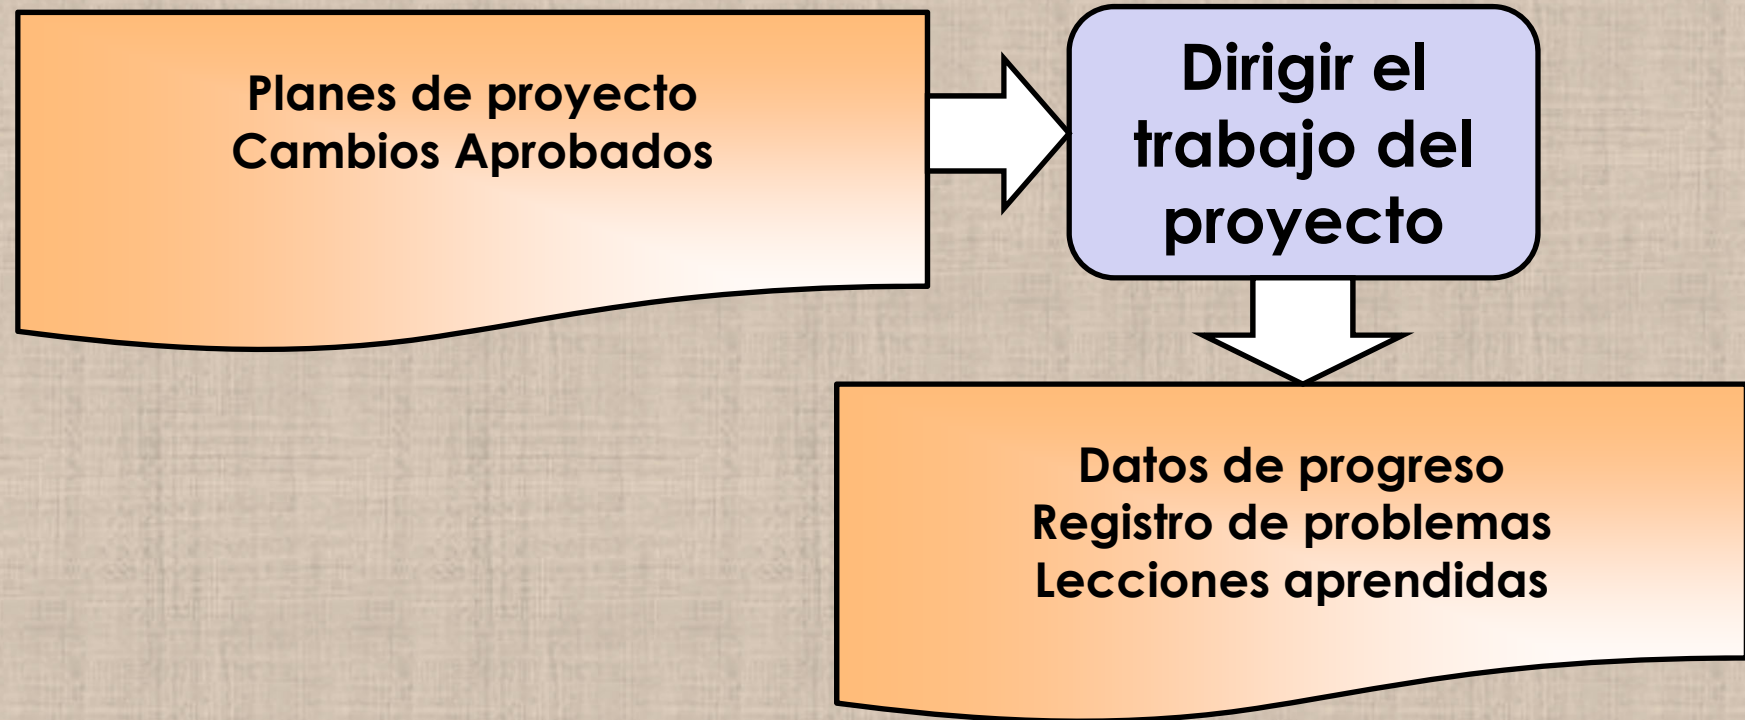 Planes de proyecto
Cambios Aprobados
Dirigir el
trabajo del
proyecto
Datos de progreso
Registro de problemas
Lecciones aprendidas